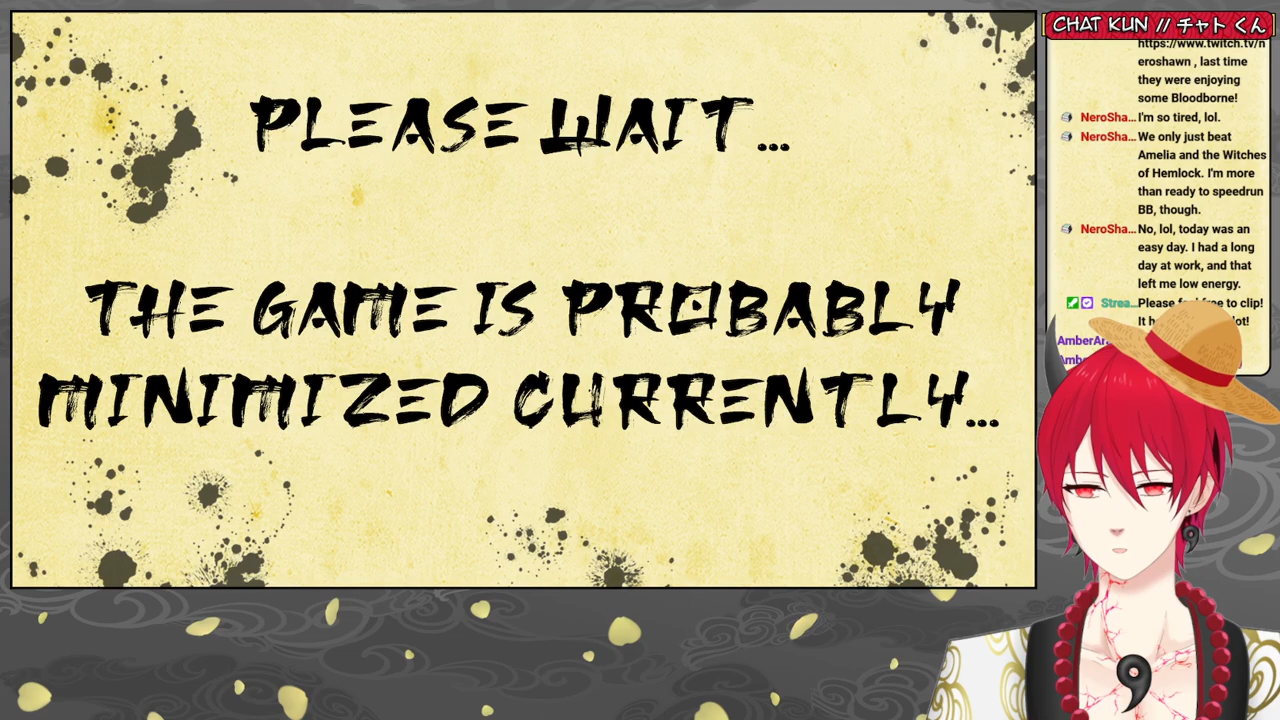 PLEASE WAIT ...
THE GAME IS PROBABLY
MINIMIZED CURRENTLY...
CHAT KUN // チャト くん
https://www.twitch.tv/n
eroshawn , last time
they were enjoying
some Bloodborne!
NeroSha... I'm so tired, lol.
NeroSha... We only just beat
Amelia and the Witches
of Hemlock. I'm more
than ready to speedrun
BB, though.
NeroSha... No, lol, today was an
easy day. I had a long
day at work, and that
left me low energy.
Strea... Please to clip!
It